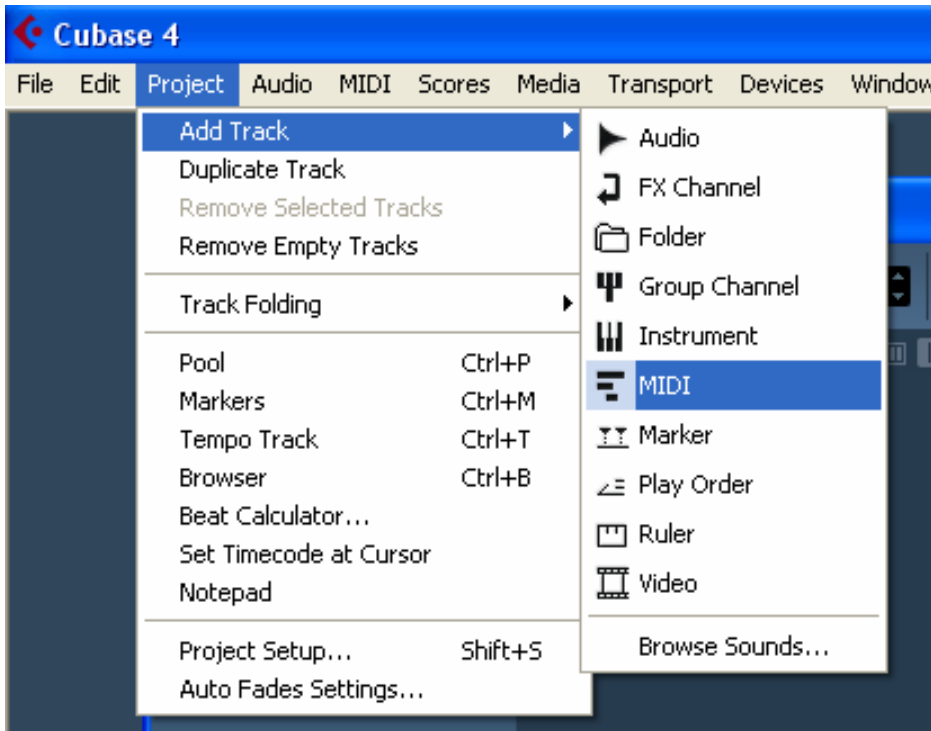 Cubase 4
File Edit Project Audio MIDI Scores Media Transport Devices Window
Add Track
Duplicate Track
Remove Selected Tracks
Remove Empty Tracks
Track Folding
Pool Ctrl+P
Markers Ctrl+M
Tempo Track Ctrl+T
Browser Ctrl+B
Beat Calculator...
Set Timecode at Cursor
Notepad
Project Setup... Shift+S
Auto Fades Settings...
Audio
FX Channel
Folder
Group Channel
Instrument
MIDI
Marker
Play Order
Ruler
Video
Browse Sounds...